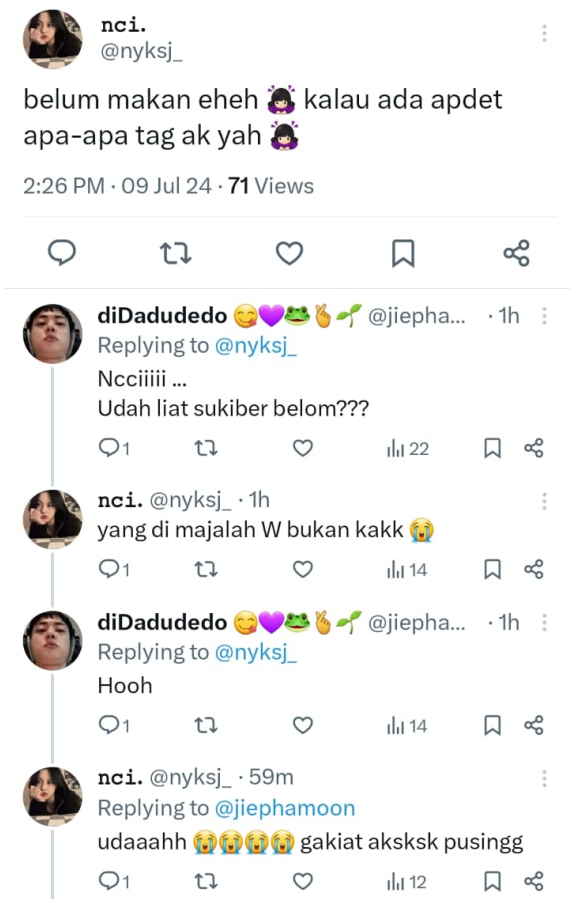 nci.
@nyksj_
belum makan eheh 🙇🏻‍♀️ kalau ada apdet
apa-apa tag ak yah 🙇🏻‍♀️
2:26 PM · 09 Jul 24 · 71 Views
diDadudedo 😋💜🐸🫰🌱 @jiepha... · 1h
Replying to @nyksj_
Ncciiiii ...
Udah liat sukiber belom???
1 22
nci. @nyksj_ · 1h
yang di majalah W bukan kakk 😭
1 14
diDadudedo 😋💜🐸🫰🌱 @jiepha... · 1h
Replying to @nyksj_
Hooh
1 14
nci. @nyksj_ · 59m
Replying to @jiephamoon
udaaahh 😭😭😭😭 gakiat aksksk pusingg
1 12